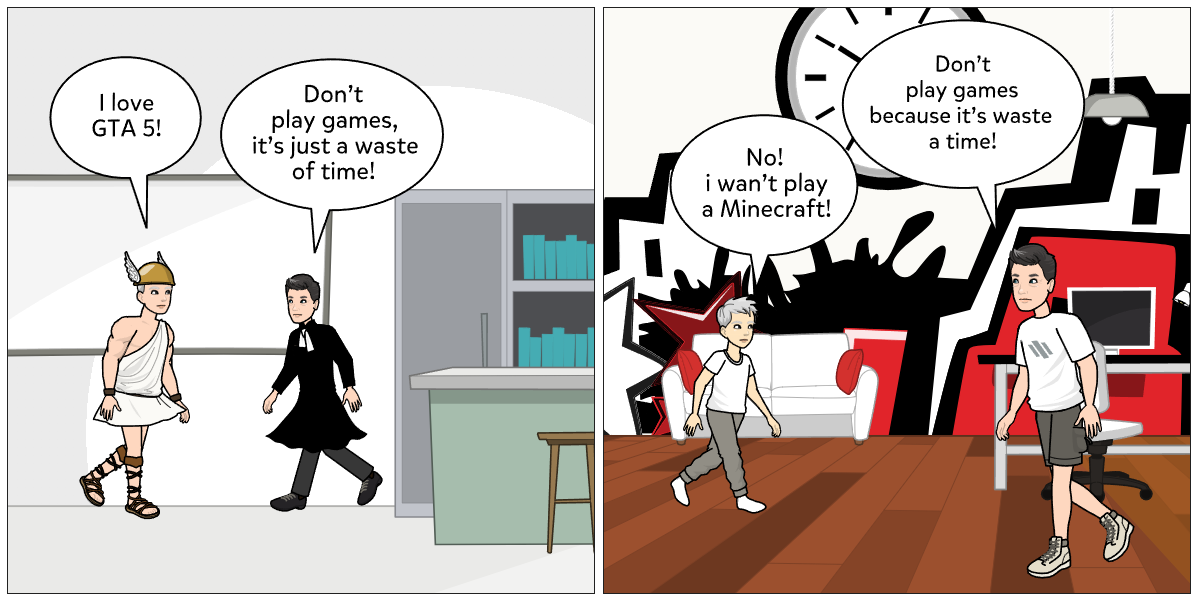 I love
GTA 5!
Don't
play games,
it's just a waste
of time!
No!
i wan't play
a Minecraft!
Don't
play games
because it's waste
a time!